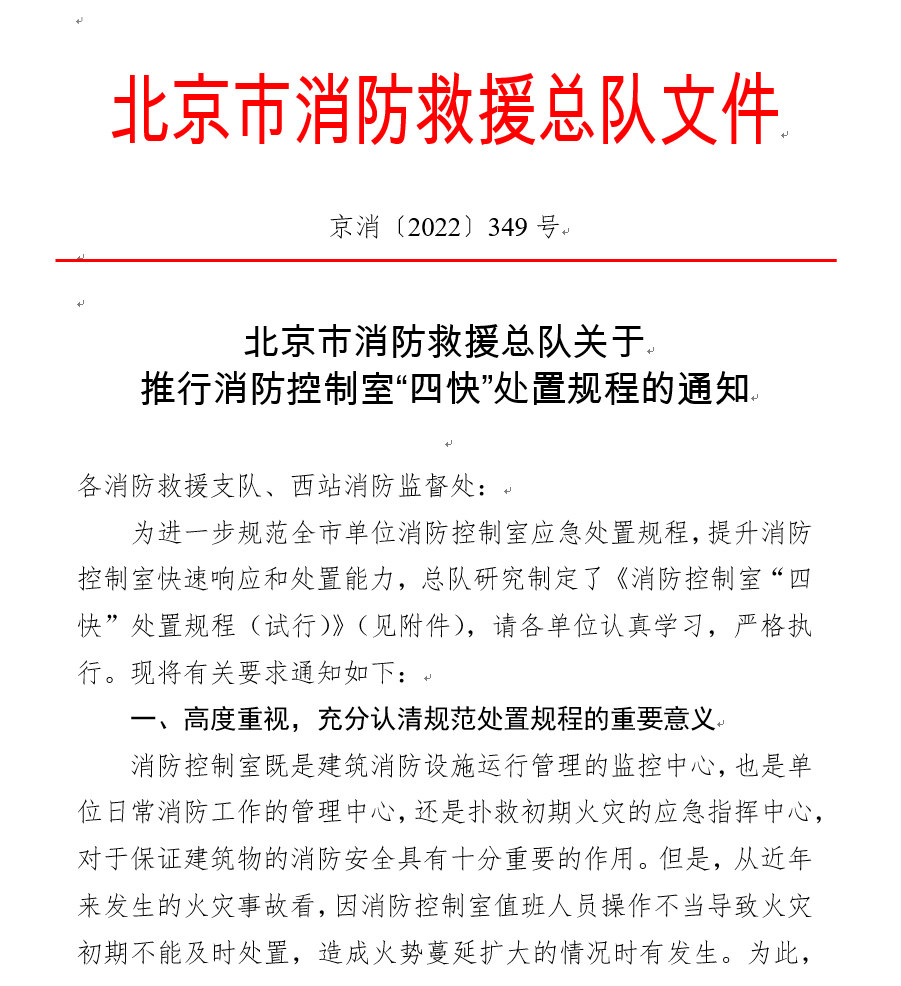 北京市消防救援总队文件
京消〔2022〕349 号
北京市消防救援总队关于
推行消防控制室“四快”处置规程的通知
各消防救援支队、西站消防监督处：
为进一步规范全市单位消防控制室应急处置规程，提升消防
控制室快速响应和处置能力，总队研究制定了《消防控制室“四
快”处置规程（试行）》（见附件），请各单位认真学习，严格执
行。现将有关要求通知如下：
一、高度重视，充分认清规范处置规程的重要意义
消防控制室既是建筑消防设施运行管理的监控中心，也是单
位日常消防工作的管理中心，还是扑救初期火灾的应急指挥中心，
对于保证建筑物的消防安全具有十分重要的作用。但是，从近年
来发生的火灾事故看，因消防控制室值班人员操作不当导致火灾
初期不能及时处置，造成火势蔓延扩大的情况时有发生。为此，